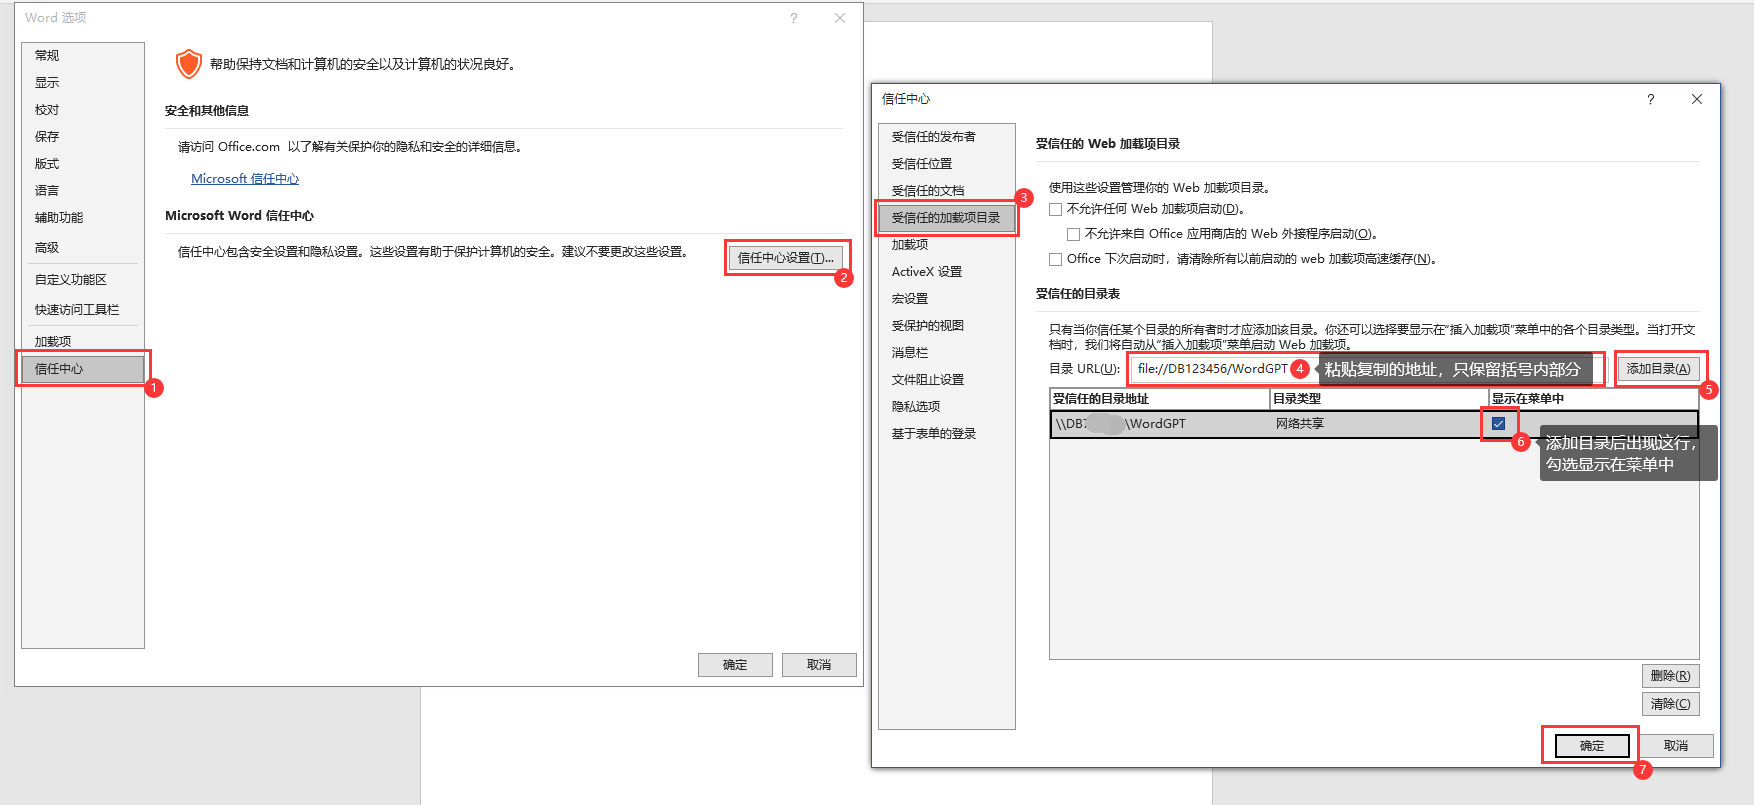 Word 选项
常规
显示
校对
保存
版式
语言
辅助功能
高级
自定义功能区
快速访问工具栏
加载项
信任中心
1
帮助保持文档和计算机的安全以及计算机的状况良好。
安全和其他信息
请访问 Office.com 以了解有关保护你的隐私和安全的详细信息。
Microsoft 信任中心
Microsoft Word 信任中心
信任中心包含安全设置和隐私设置。这些设置有助于保护计算机的安全。建议不要更改这些设置。
信任中心设置(T)...
2
确定
取消
信任中心
受信任的发布者
受信任位置
受信任的文档
3
受信任的加载项目录
加载项
ActiveX 设置
宏设置
受保护的视图
消息栏
文件阻止设置
隐私选项
基于表单的登录
受信任的 Web 加载项目录
使用这些设置管理你的 Web 加载项目录。
不允许任何 Web 加载项启动(D)。
不允许来自 Office 应用商店的 Web 外接程序启动(O)。
Office 下次启动时，请清除所有以前启动的 web 加载项高速缓存(N)。
受信任的目录表
只有当你信任某个目录的所有者时才应添加该目录。你还可以选择要显示在“插入加载项”菜单中的各个目录类型。当打开文
档时，我们将自动从“插入加载项”菜单启动 Web 加载项。
目录 URL(U): file://DB123456/WordGPT 4 粘贴复制的地址，只保留括号内部分 添加目录(A)
5
受信任的目录地址 目录类型 显示在菜单中
\\DB \WordGPT 网络共享
6 添加目录后出现这行，
勾选显示在菜单中
删除(R)
清除(C)
确定
取消
7